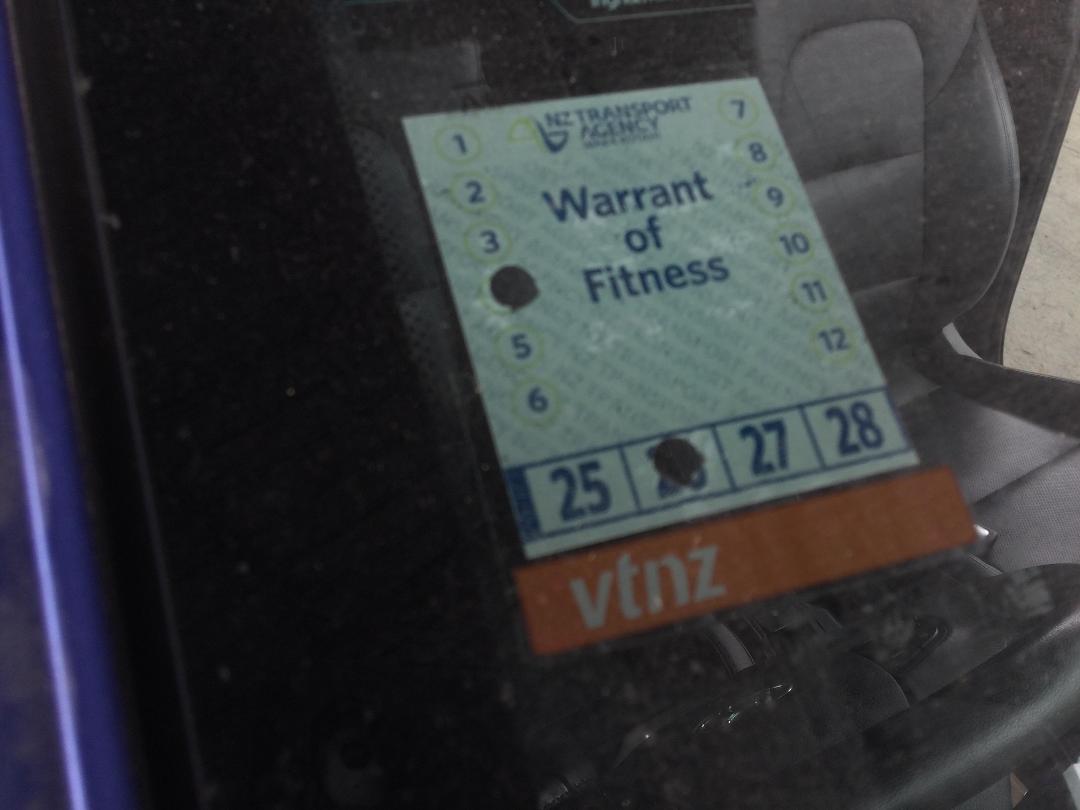 NZ TRANSPORT
AGENCY
Warrant
of
Fitness
1
2
3
5
6
7
8
9
10
11
12
25 27 28
vtnz